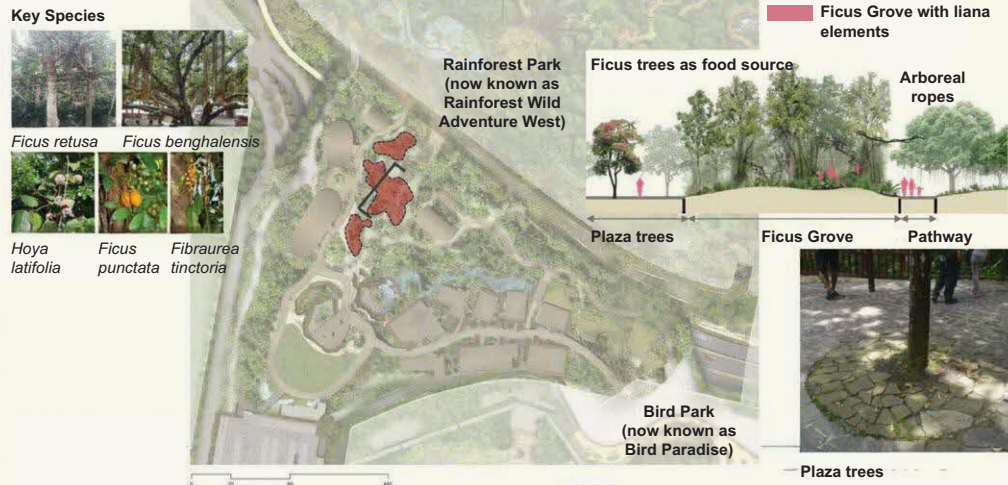 Key Species
Ficus retusa
Ficus benghalensis
Hoya
latifolia
Ficus
punctata
Fibraurea
tinctoria
Rainforest Park
(now known as
Rainforest Wild
Adventure West)
Bird Park
(now known as
Bird Paradise)
Ficus Grove with liana
elements
Ficus trees as food source
Arboreal
ropes
Plaza trees
Ficus Grove
Pathway
Plaza trees